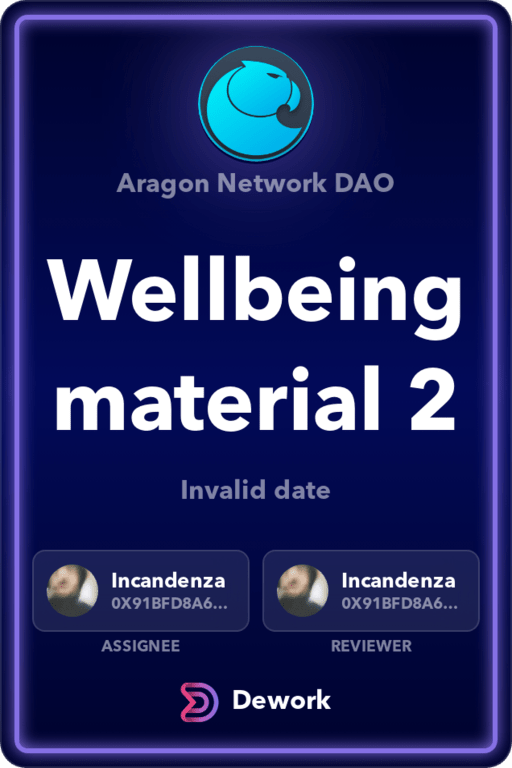 Aragon Network DAO
Wellbeing
material 2
Invalid date
Incandenza
0X91BFD8A6...
ASSIGNEE
Incandenza
0X91BFD8A6...
REVIEWER
Dework